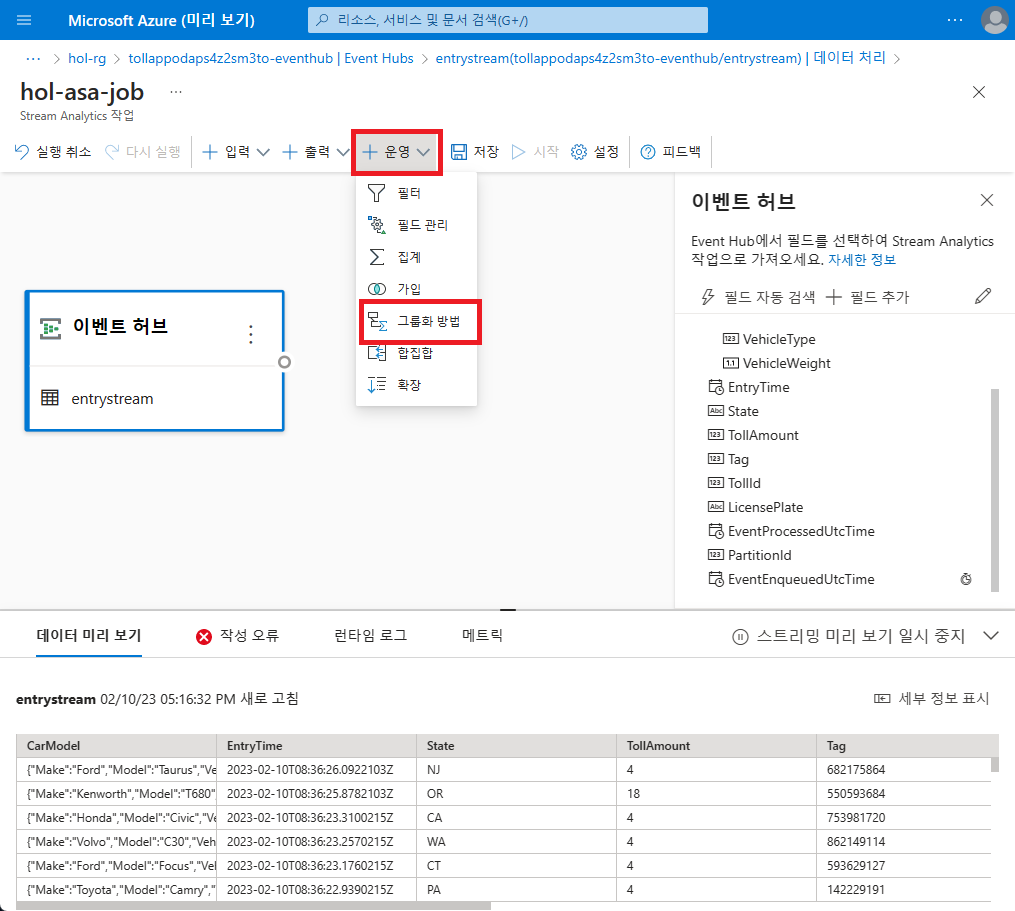 Microsoft Azure (미리 보기)
리소스, 서비스 및 문서 검색(G+/)
...
... > hol-rg > tollappodaps4z2sm3to-eventhub | Event Hubs > entrystream(tollappodaps4z2sm3to-eventhub/entrystream) | 데이터 처리 >
hol-asa-job ...
Stream Analytics 작업
실행 취소 다시 실행 + 입력 + 출력 + 운영 저장 시작 설정 피드백
필터
필드 관리
집계
가입
그룹화 방법
합집합
확장
이벤트 허브
entrystream
이벤트 허브
Event Hub에서 필드를 선택하여 Stream Analytics
작업으로 가져오세요. 자세한 정보
필드 자동 검색 + 필드 추가
123 VehicleType
1.1 VehicleWeight
EntryTime
Abc State
123 TollAmount
123 Tag
123 TollId
Abc LicensePlate
EventProcessedUtcTime
123 PartitionId
EventEnqueuedUtcTime
데이터 미리 보기 작성 오류 런타임 로그 메트릭 스트리밍 미리 보기 일시 중지
entrystream 02/10/23 05:16:32 PM 새로 고침 세부 정보 표시
CarModel EntryTime State TollAmount Tag
{"Make":"Ford","Model":"Taurus","Ve 2023-02-10T08:36:26.0922103Z NJ 4 682175864
{"Make":"Kenworth","Model":"T680", 2023-02-10T08:36:25.8782103Z OR 18 550593684
{"Make":"Honda","Model":"Civic","Ve 2023-02-10T08:36:23.3100215Z CA 4 753981720
{"Make":"Volvo","Model":"C30","Veh 2023-02-10T08:36:23.2570215Z WA 4 862149114
{"Make":"Ford","Model":"Focus","Vel 2023-02-10T08:36:23.1760215Z CT 4 593629127
{"Make":"Toyota","Model":"Camry"," 2023-02-10T08:36:22.9390215Z PA 4 142229191